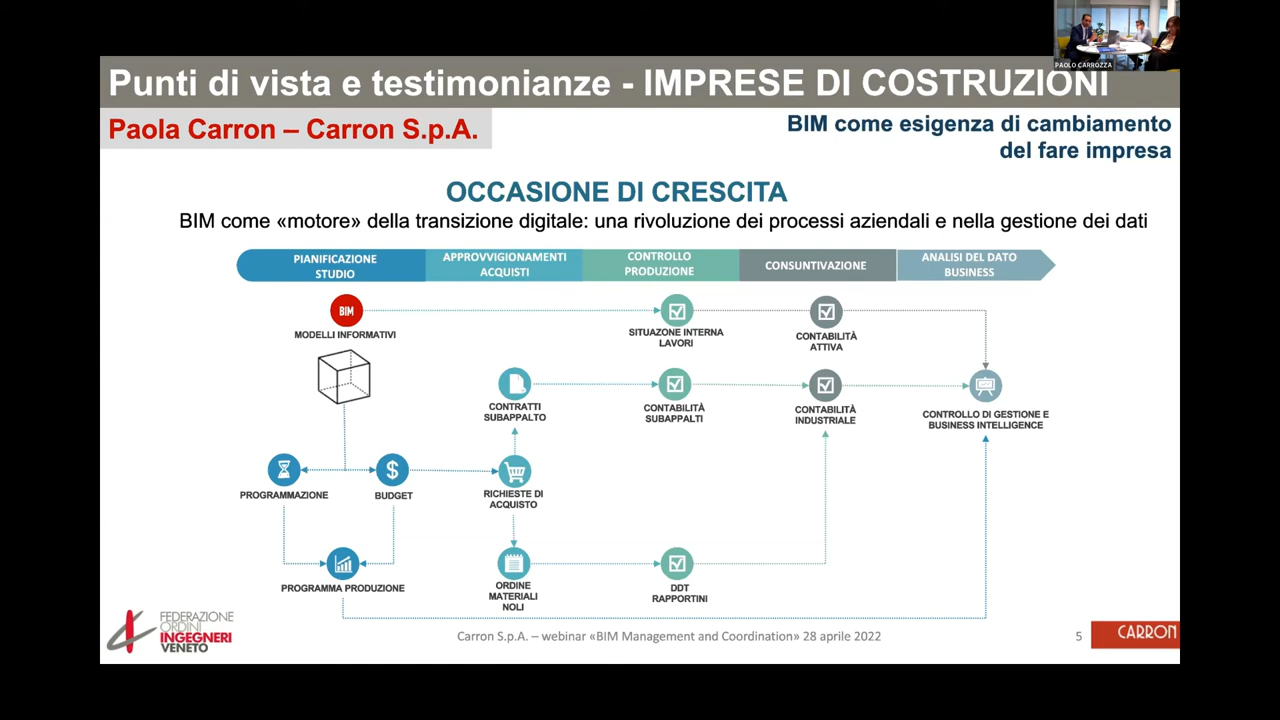 PAOLO CARROZZA
Punti di vista e testimonianze - IMPRESE DI COSTRUZIONI
Paola Carron – Carron S.p.A.
BIM come esigenza di cambiamento
del fare impresa
OCCASIONE DI CRESCITA
BIM come «motore» della transizione digitale: una rivoluzione dei processi aziendali e nella gestione dei dati
PIANIFICAZIONE
STUDIO
APPROVVIGIONAMENTI
ACQUISTI
CONTROLLO
PRODUZIONE
CONSUNTIVAZIONE
ANALISI DEL DATO
BUSINESS
BIM
MODELLI INFORMATIVI
SITUAZONE INTERNA
LAVORI
CONTABILITÀ
ATTIVA
CONTRATTI
SUBAPPALTO
CONTABILITÀ
SUBAPPALTI
CONTABILITÀ
INDUSTRIALE
CONTROLLO DI GESTIONE E
BUSINESS INTELLIGENCE
$
PROGRAMMAZIONE
BUDGET
RICHIESTE DI
ACQUISTO
PROGRAMMA PRODUZIONE
ORDINE
MATERIALI
NOLI
DDT
RAPPORTINI
FEDERAZIONE
ORDINI
INGEGNERI
VENETO
Carron S.p.A. – webinar «BIM Management and Coordination» 28 aprile 2022
5
CARRON